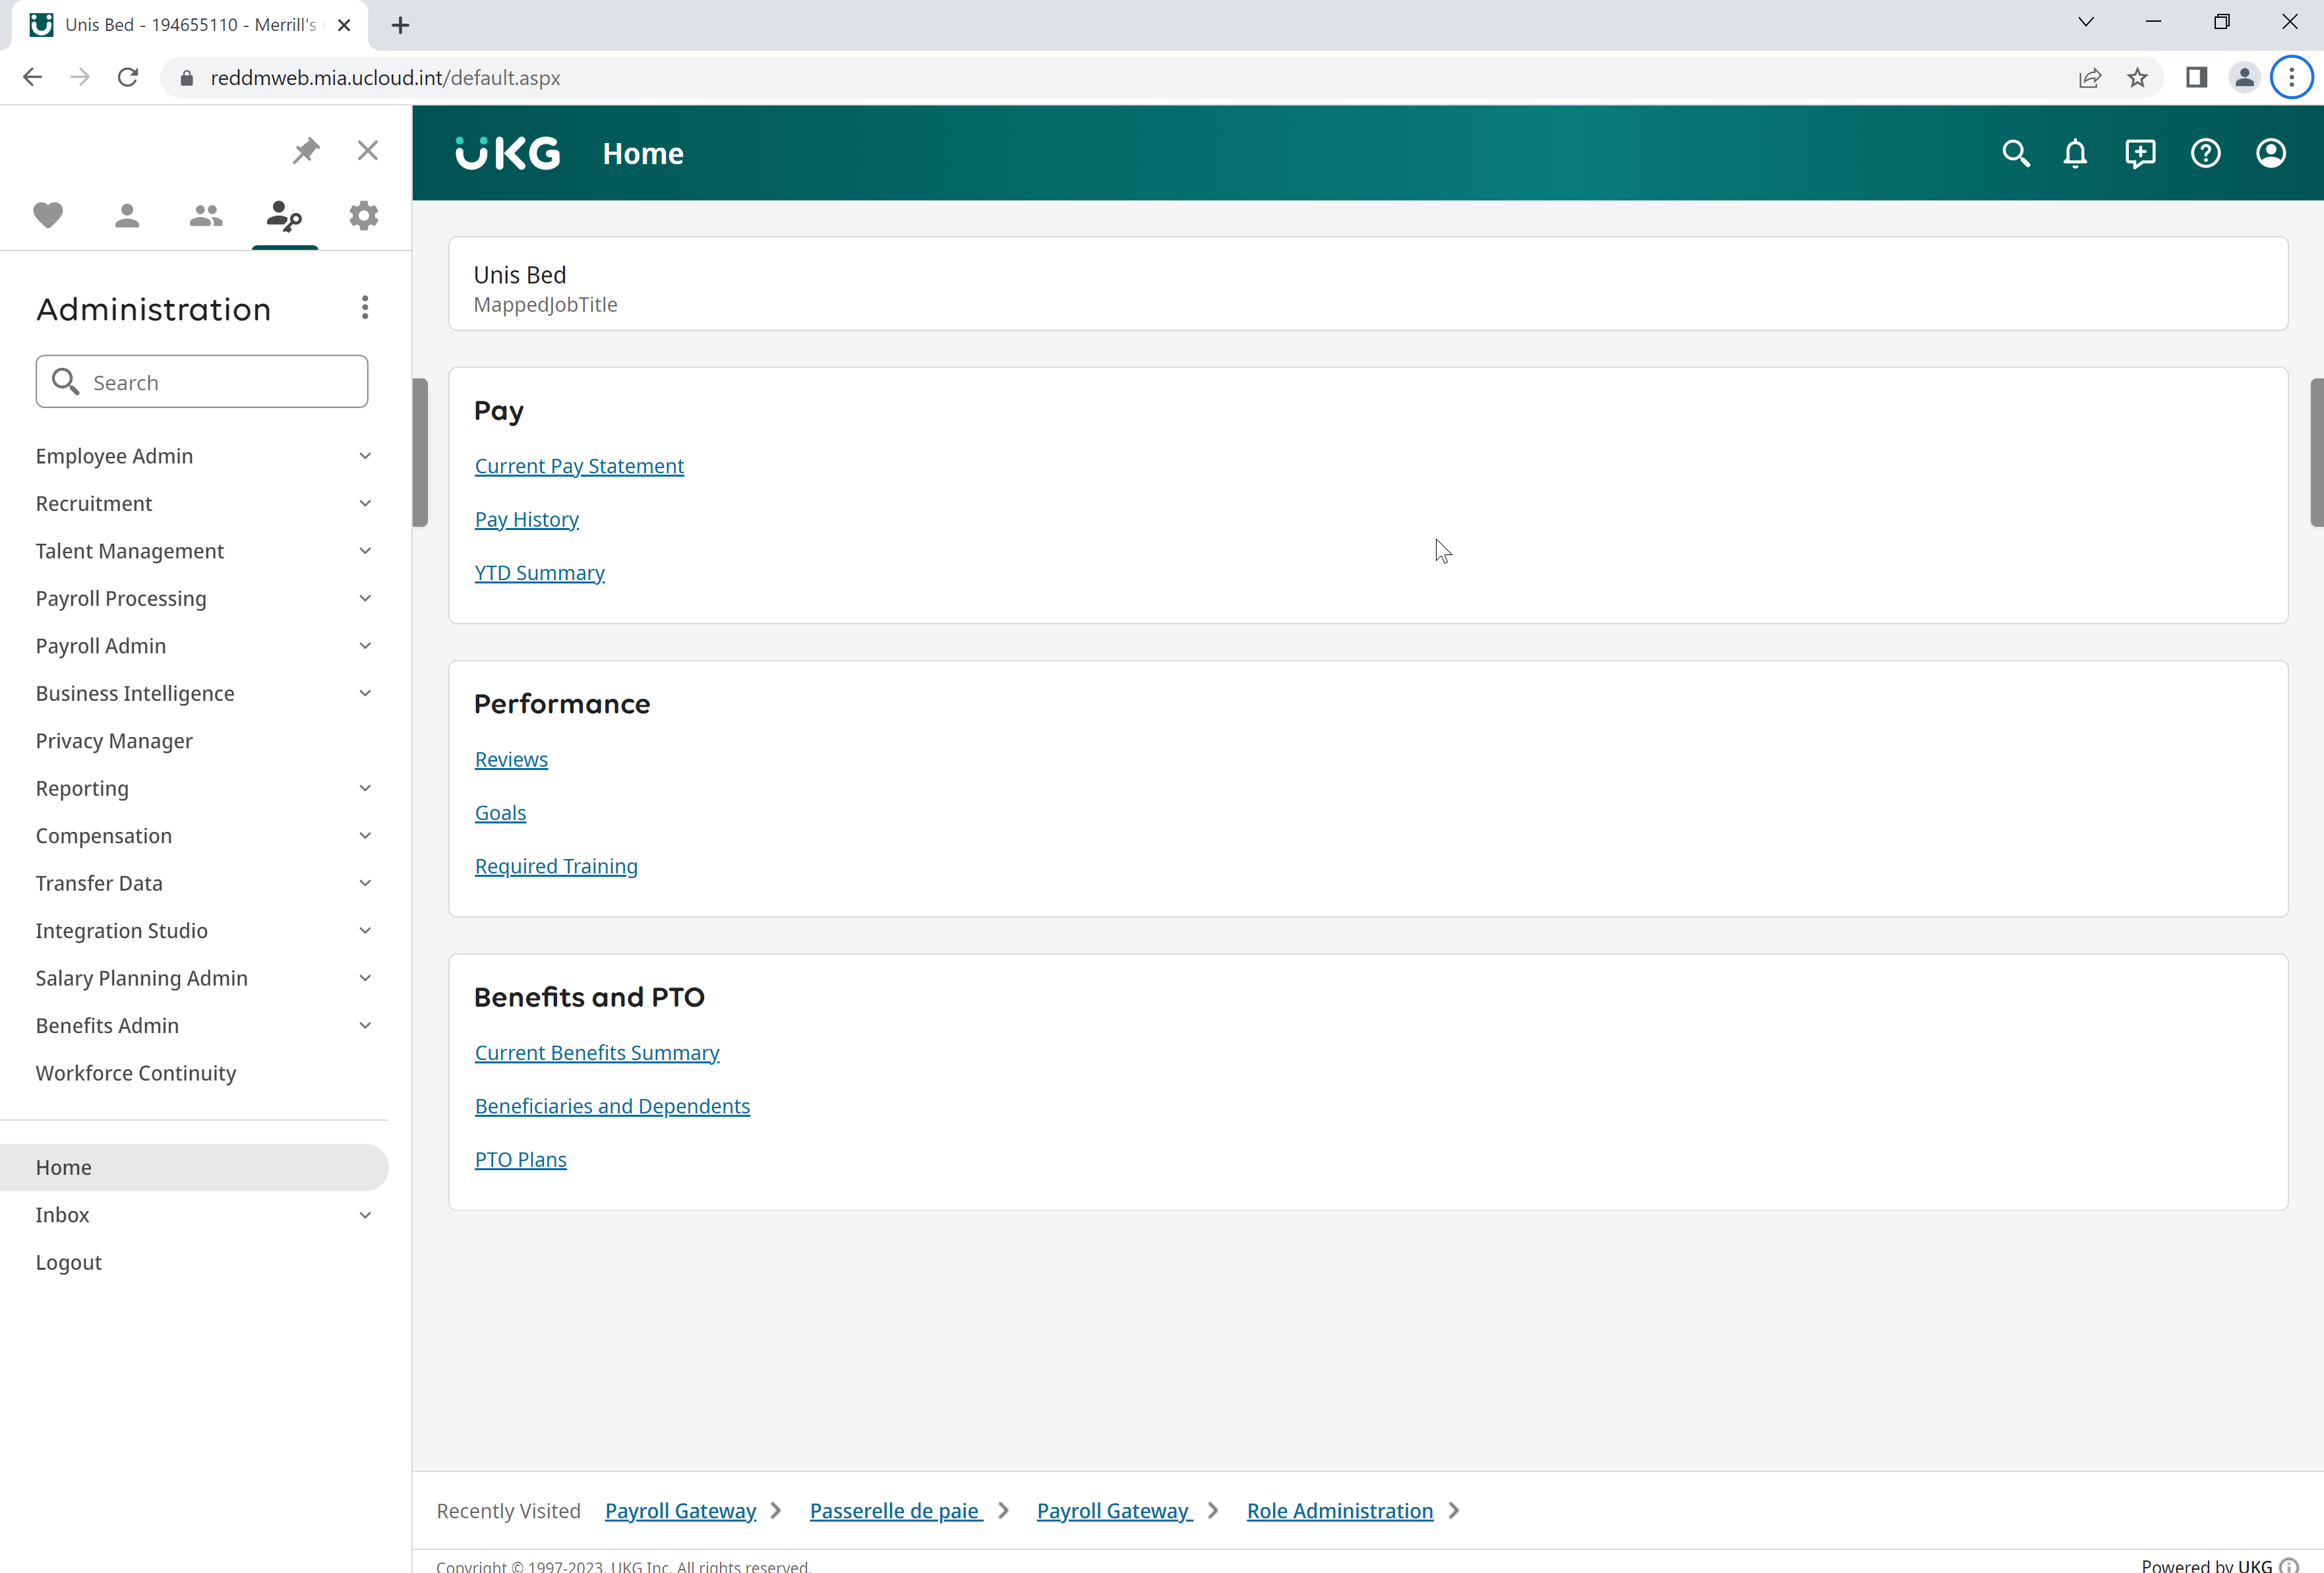 Unis Bed - 194655110 - Merrill's
reddmweb.mia.ucloud.int/default.aspx
UKG Home
Administration
Search
Employee Admin
Recruitment
Talent Management
Payroll Processing
Payroll Admin
Business Intelligence
Privacy Manager
Reporting
Compensation
Transfer Data
Integration Studio
Salary Planning Admin
Benefits Admin
Workforce Continuity
Home
Inbox
Logout
Unis Bed
MappedJobTitle
Pay
Current Pay Statement
Pay History
YTD Summary
Performance
Reviews
Goals
Required Training
Benefits and PTO
Current Benefits Summary
Beneficiaries and Dependents
PTO Plans
Recently Visited Payroll Gateway Passerelle de paie Payroll Gateway Role Administration
Copyright © 1997-2023. UKG Inc. All rights reserved.
Powered by UKG